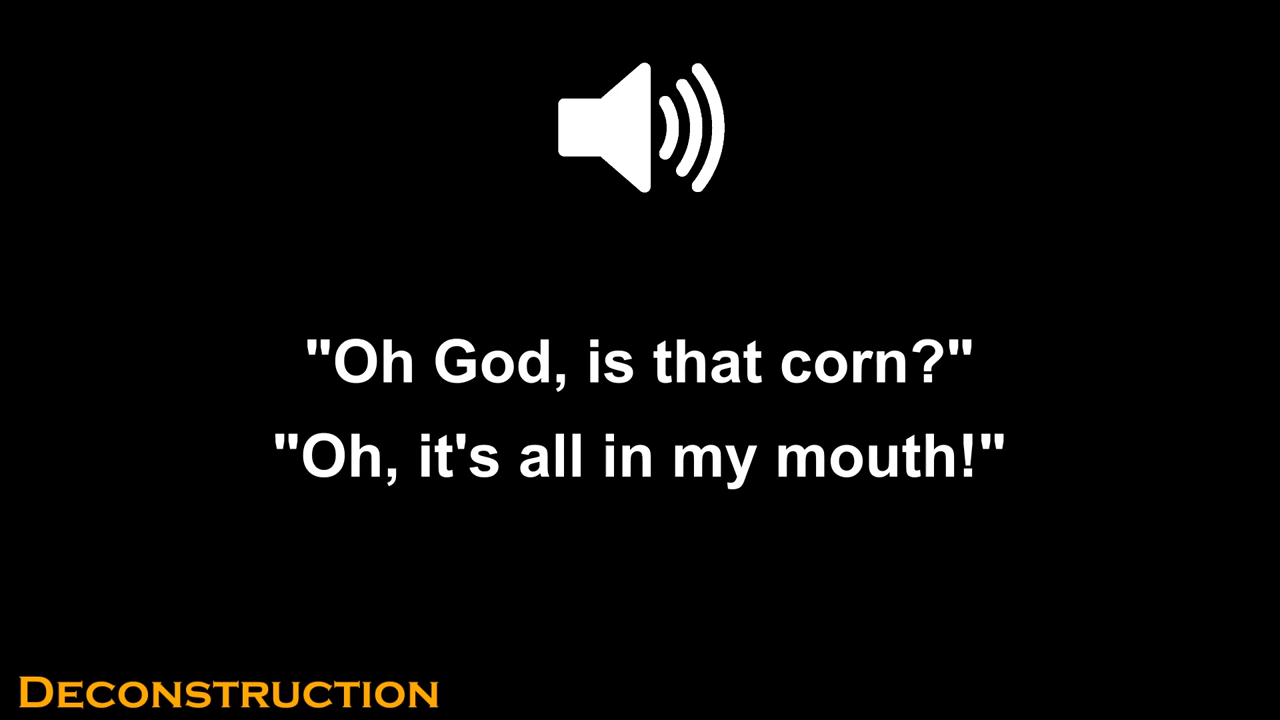 "Oh God, is that corn?"
"Oh, it's all in my mouth!"
DECONSTRUCTION